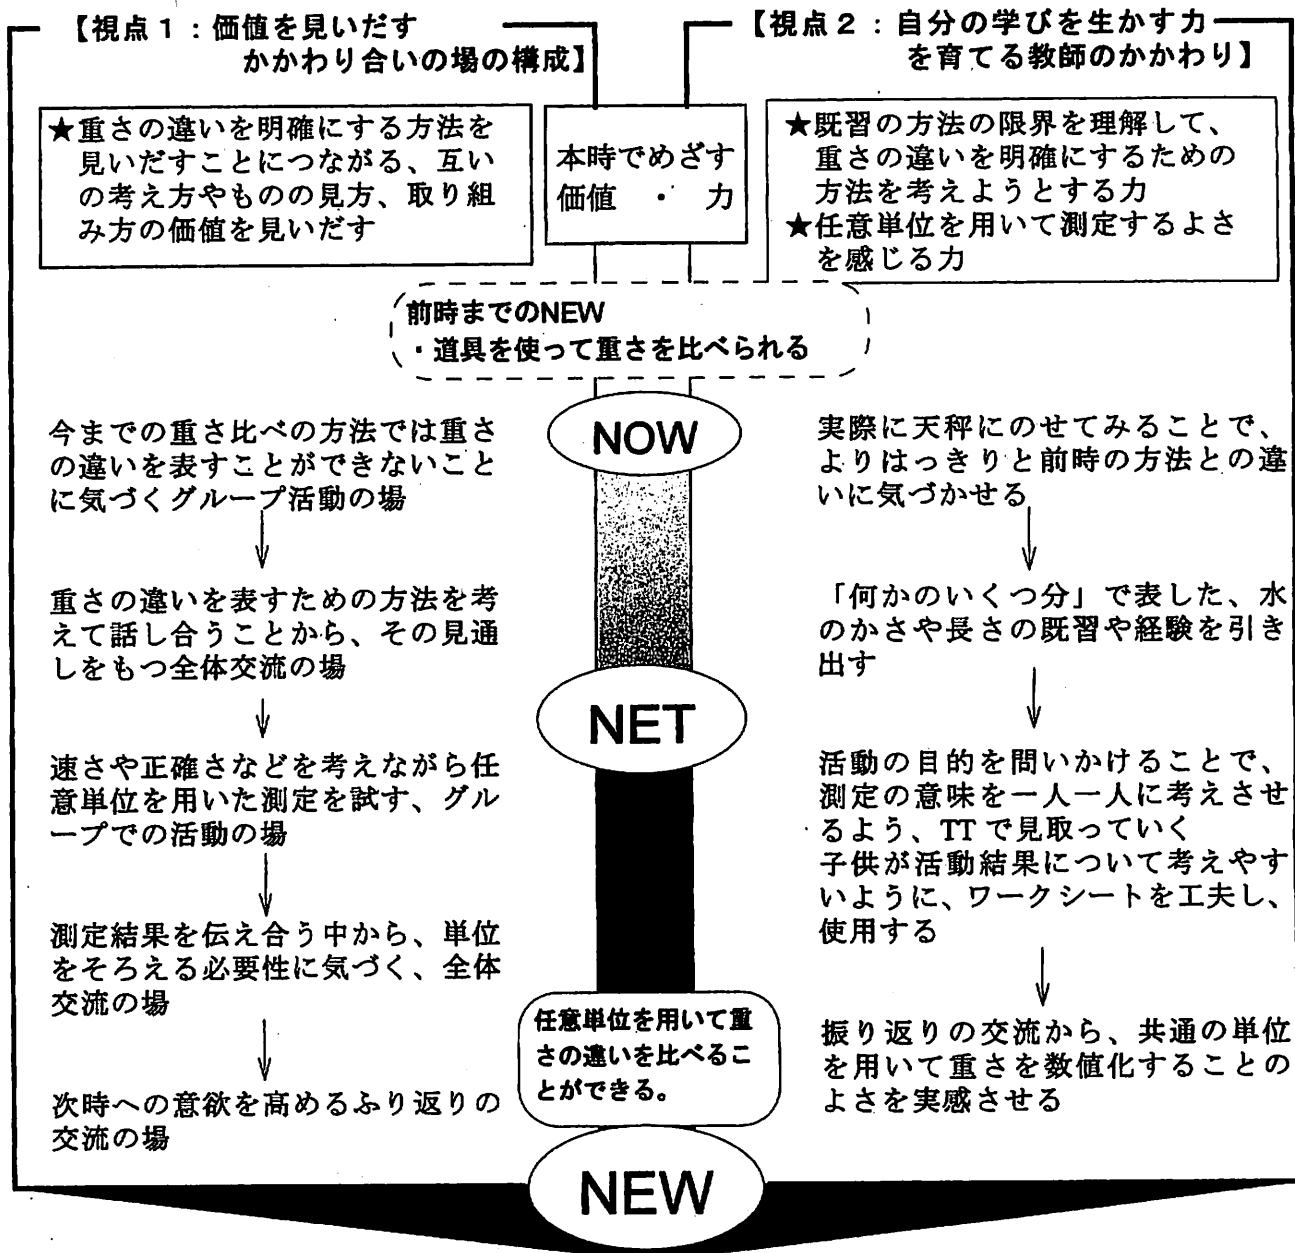 【視点1:価値を見いだす
かかわり合いの場の構成】
【視点2:自分の学びを生かす力
を育てる教師のかかわり】
★重さの違いを明確にする方法を
見いだすことにつながる、互い
の考え方やものの見方、取り組
み方の価値を見いだす
本時でめざす
価値・力
★既習の方法の限界を理解して、
重さの違いを明確にするための
方法を考えようとする力
★任意単位を用いて測定するよさ
を感じる力
前時までのNEW
・道具を使って重さを比べられる
NOW
今までの重さ比べの方法では重さ
の違いを表すことができないこと
に気づくグループ活動の場
重さの違いを表すための方法を考
えて話し合うことから、その見通
しをもつ全体交流の場
速さや正確さなどを考えながら任
意単位を用いた測定を試す、グル
ープでの活動の場
測定結果を伝え合う中から、単位
をそろえる必要性に気づく、全体
交流の場
次時への意欲を高めるふり返りの
交流の場
実際に天秤にのせてみることで、
よりはっきりと前時の方法との違
いに気づかせる
「何かのいくつ分」で表した、水
のかさや長さの既習や経験を引き
出す
NET
活動の目的を問いかけることで、
測定の意味を一人一人に考えさせ
るよう、TTで見取っていく
子供が活動結果について考えやす
いように、ワークシートを工夫し、
使用する
振り返りの交流から、共通の単位
を用いて重さを数値化することの
よさを実感させる
任意単位を用いて重
さの違いを比べるこ
とができる。
NEW